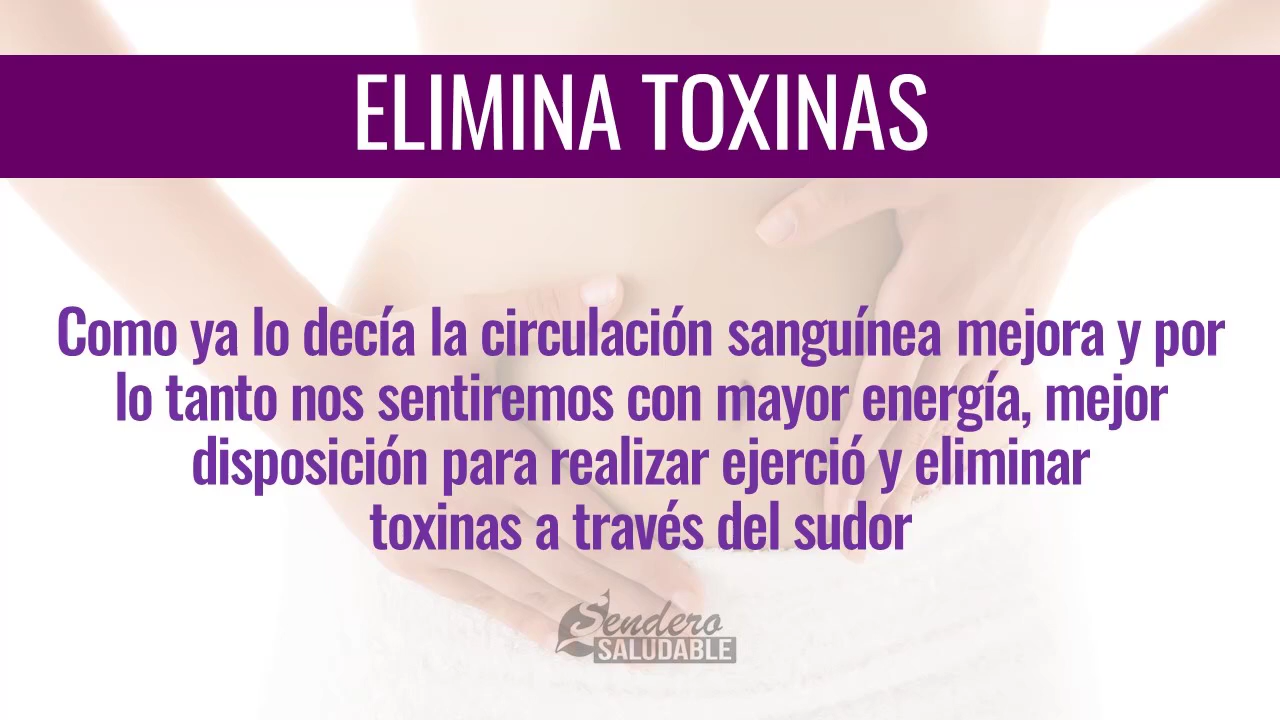 ELIMINA TOXINAS
Como ya lo decía la circulación sanguínea mejora y por
lo tanto nos sentiremos con mayor energía, mejor
disposición para realizar ejerció y eliminar
toxinas a través del sudor
Sendero
SALUDABLE